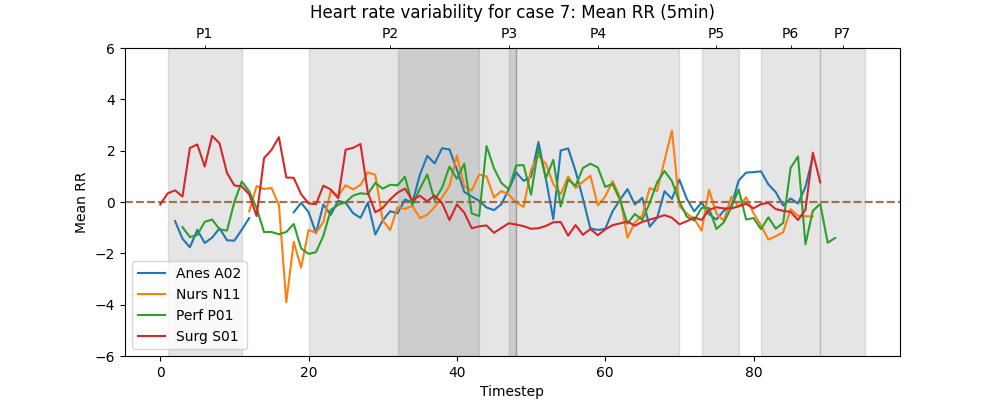 Heart rate variability for case 7: Mean RR (5min)
P1 P2 P3 P4 P5 P6 P7
6
4
2
0
−2
−4
−6
Mean RR
Anes A02
Nurs N11
Perf P01
Surg S01
0 20 40 60 80
Timestep